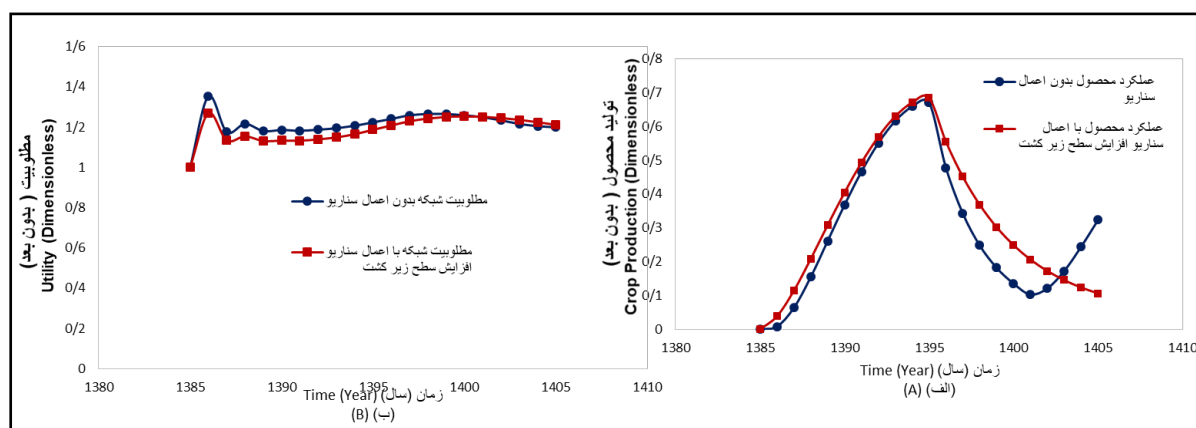 مطلوبیت ( بدون بعد)
Utility (Dimensionless)
1/6
1/4
1/2
1
0/8
0/6
0/4
0/2
0
مطلوبیت شبکه بدون اعمال سناریو
مطلوبیت شبکه با اعمال سناریو
افزایش سطح زیر کشت
1380 1385 1390 1395 1400 1405 1410
زمان (سال) Time (Year)
(ب) (B)
تولید محصول ( بدون بعد)
Crop Production (Dimensionless)
0/8
0/7
0/6
0/5
0/4
0/3
0/2
0/1
0
عملکرد محصول بدون اعمال
سناریو
عملکرد محصول با اعمال
سناریو افزایش سطح زیر کشت
1380 1385 1390 1395 1400 1405 1410
زمان (سال) Time (Year)
(الف) (A)